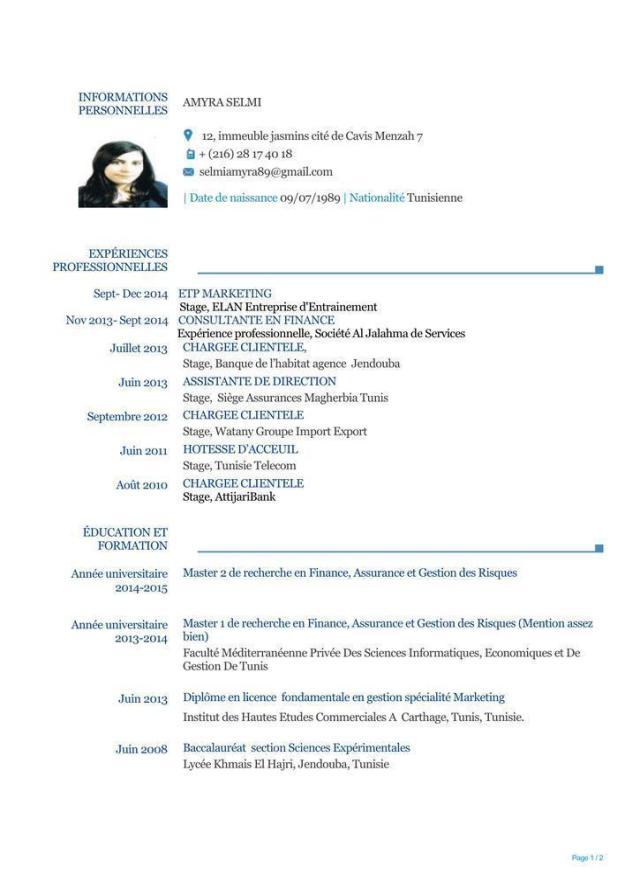 INFORMATIONS
PERSONNELLES
AMYRA SELMI
12, immeuble jasmins cité de Cavis Menzah 7
+ (216) 28 17 40 18
selmiamyra89@gmail.com
| Date de naissance 09/07/1989 | Nationalité Tunisienne
EXPÉRIENCES
PROFESSIONNELLES
Sept- Dec 2014 ETP MARKETING
Stage, ELAN Entreprise d'Entrainement
Nov 2013- Sept 2014 CONSULTANTE EN FINANCE
Expérience professionnelle, Société Al Jalahma de Services
Juillet 2013 CHARGEE CLIENTELE,
Stage, Banque de l'habitat agence Jendouba
Juin 2013 ASSISTANTE DE DIRECTION
Stage, Siège Assurances Magherbia Tunis
Septembre 2012 CHARGEE CLIENTELE
Stage, Watany Groupe Import Export
Juin 2011 HOTESSE D'ACCEUIL
Stage, Tunisie Telecom
Août 2010 CHARGEE CLIENTELE
Stage, AttijariBank
ÉDUCATION ET
FORMATION
Année universitaire
2014-2015
Master 2 de recherche en Finance, Assurance et Gestion des Risques
Année universitaire
2013-2014
Master 1 de recherche en Finance, Assurance et Gestion des Risques (Mention assez
bien)
Faculté Méditerranéenne Privée Des Sciences Informatiques, Economiques et De
Gestion De Tunis
Juin 2013 Diplôme en licence fondamentale en gestion spécialité Marketing
Institut des Hautes Etudes Commerciales A Carthage, Tunis, Tunisie.
Juin 2008 Baccalauréat section Sciences Expérimentales
Lycée Khmais El Hajri, Jendouba, Tunisie
Page 1 / 2